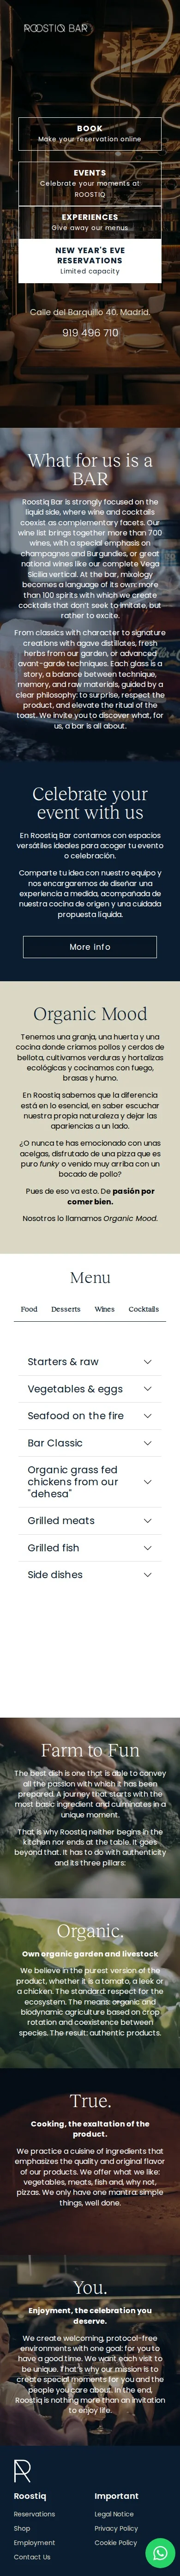 ROOSTIQ BAR
BOOK
Make your reservation online
EVENTS
Celebrate your moments at
ROOSTIQ
EXPERIENCES
Give away our menus
NEW YEAR'S EVE
RESERVATIONS
Limited capacity
Calle del Barquillo 40. Madrid.
919 496 710
What for us is a
BAR
Roostiq Bar is strongly focused on the
liquid side, where wine and cocktails
coexist as complementary facets. Our
wine list brings together more than 700
wines, with a special emphasis on
champagnes and Burgundies, or great
national wines like our complete Vega
Sicilia vertical. At the bar, mixology
becomes a language of its own: more
than 100 spirits with which we create
cocktails that don't seek to imitate, but
rather to excite.
From classics with character to signature
creations with agave distillates, fresh
herbs from our garden, or advanced
avant-garde techniques. Each glass is a
story, a balance between technique,
memory, and raw materials, guided by a
clear philosophy: to surprise, respect the
product, and elevate the ritual of the
toast. We invite you to discover what, for
us, a bar is all about.
Celebrate your
event with us
En Roostiq Bar contamos con espacios
versátiles ideales para acoger tu evento
o celebración.
Comparte tu idea con nuestro equipo y
nos encargaremos de diseñar una
experiencia a medida, acompañada de
nuestra cocina de origen y una cuidada
propuesta líquida.
More Info
Organic Mood
Tenemos una granja, una huerta y una
cocina donde criamos pollos y cerdos de
bellota, cultivamos verduras y hortalizas
ecológicas y cocinamos con fuego,
brasas y humo.
En Roostiq sabemos que la diferencia
está en lo esencial, en saber escuchar
nuestra propia naturaleza y dejar las
apariencias a un lado.
¿O nunca te has emocionado con unas
acelgas, disfrutado de una pizza que es
puro funky o venido muy arriba con un
bocado de pollo?
Pues de eso va esto. De pasión por
comer bien.
Nosotros lo llamamos Organic Mood.
Menu
Food Desserts Wines Cocktails
Starters & raw
Vegetables & eggs
Seafood on the fire
Bar Classic
Organic grass fed
chickens from our
"dehesa"
Grilled meats
Grilled fish
Side dishes
Farm to Fun
The best dish is one that is able to convey
all the passion with which it has been
prepared. A journey that starts with the
most basic ingredient and culminates in a
unique moment.
That is why Roostiq neither begins in the
kitchen nor ends at the table. It goes
beyond that. It has to do with authenticity
and its three pillars:
Organic.
Own organic garden and livestock
We believe in the purest version of the
product, whether it is a tomato, a leek or
a chicken. The standard: respect for the
ecosystem. The means: organic and
biodynamic agriculture based on crop
rotation and coexistence between
species. The result: authentic products.
True.
Cooking, the exaltation of the
product.
We practice a cuisine of ingredients that
emphasizes the quality and original flavor
of our products. We offer what we like:
vegetables, meats, fish and, why not,
pizzas. We only have one mantra: simple
things, well done.
You.
Enjoyment, the celebration you
deserve.
We create welcoming, protocol-free
environments with one goal: for you to
have a good time. We want each visit to
be unique. That's why our mission is to
create special moments for you and the
people you care about. In the end,
Roostiq is nothing more than an invitation
to enjoy life.
R
Roostiq Important
Reservations Legal Notice
Shop Privacy Policy
Employment Cookie Policy
Contact Us